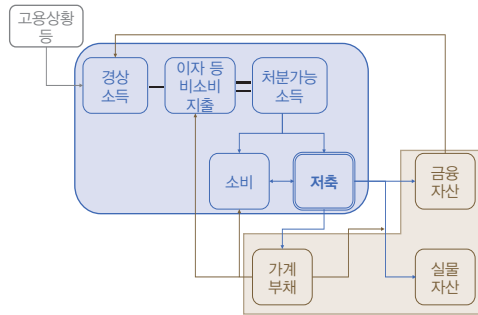 고용상황
등
경상
소득
이자 등
비소비
지출
처분가능
소득
소비
저축
금융
자산
가계
부채
실물
자산